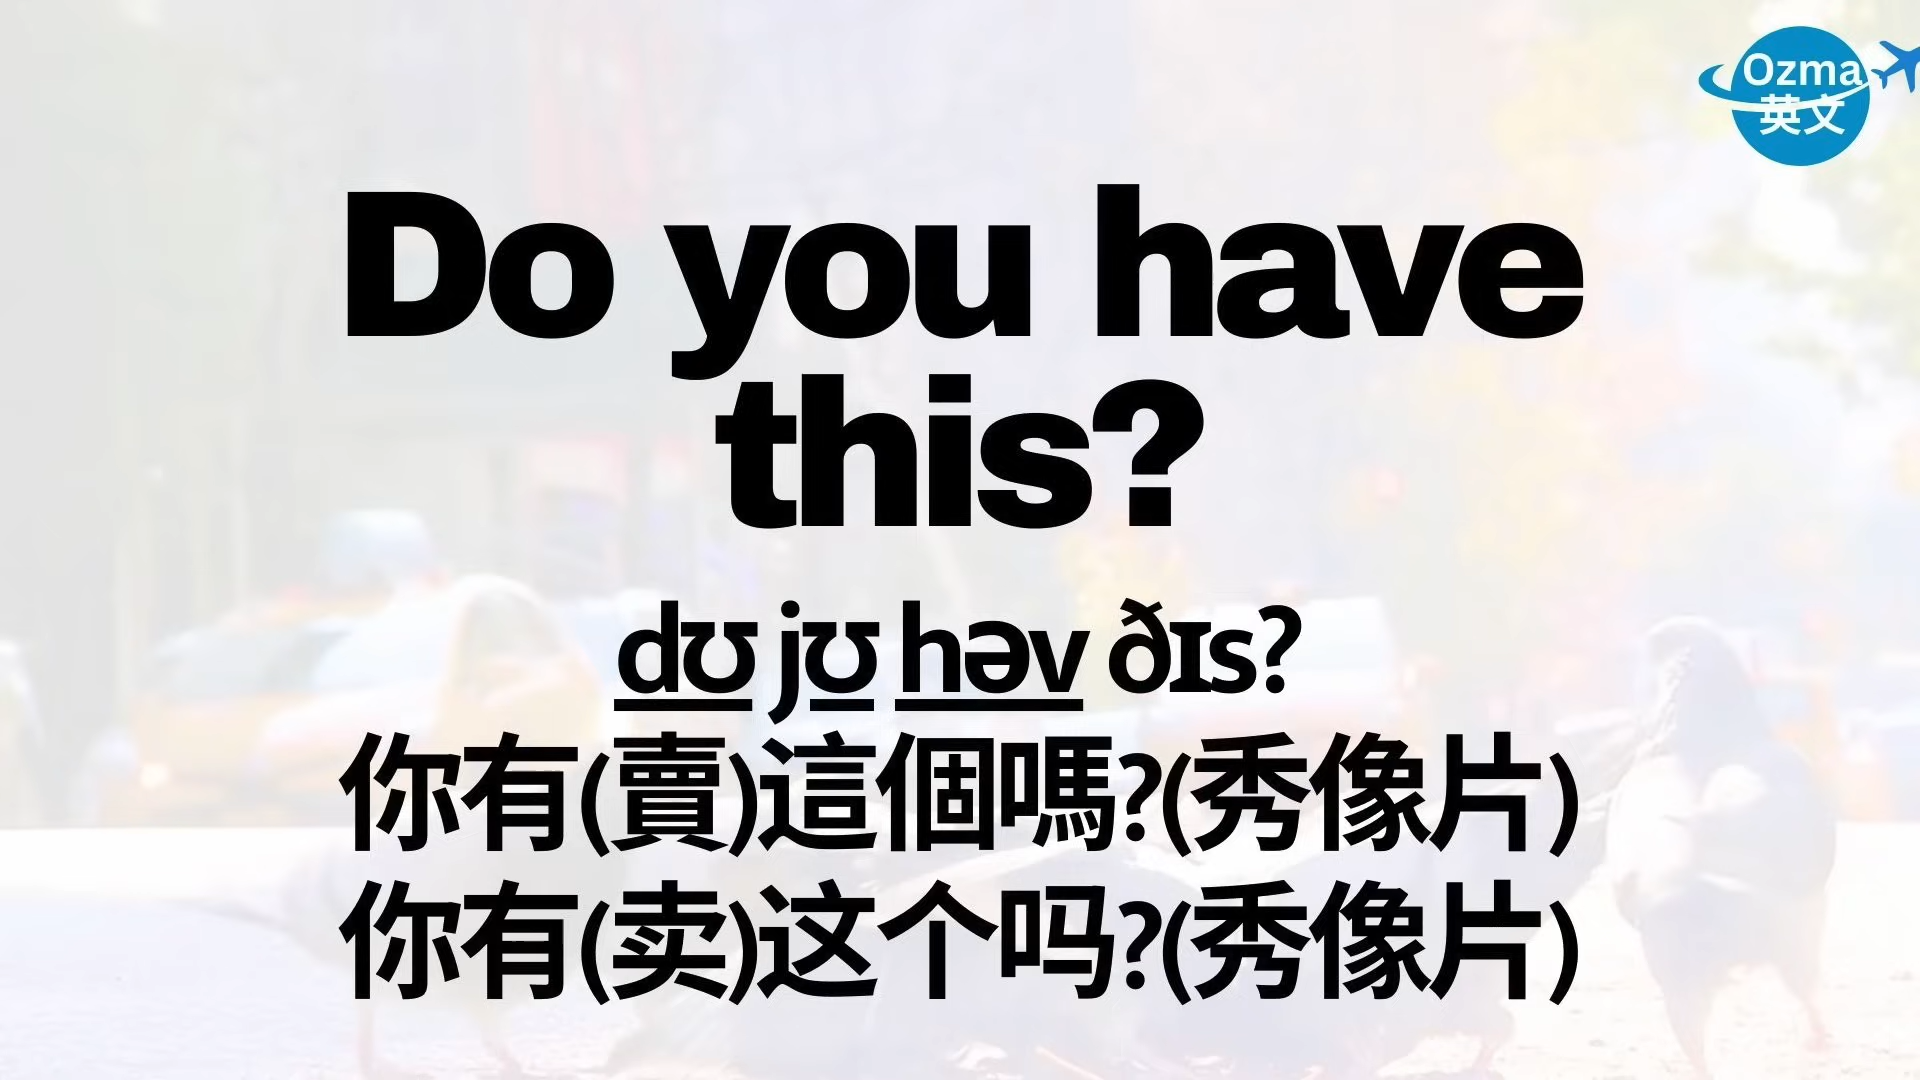 Ozma
英文
Do you have
this?
dʊ jʊ həv ðɪs?
你有(賣)這個嗎?(秀像片)
你有(卖)这个吗?(秀像片)